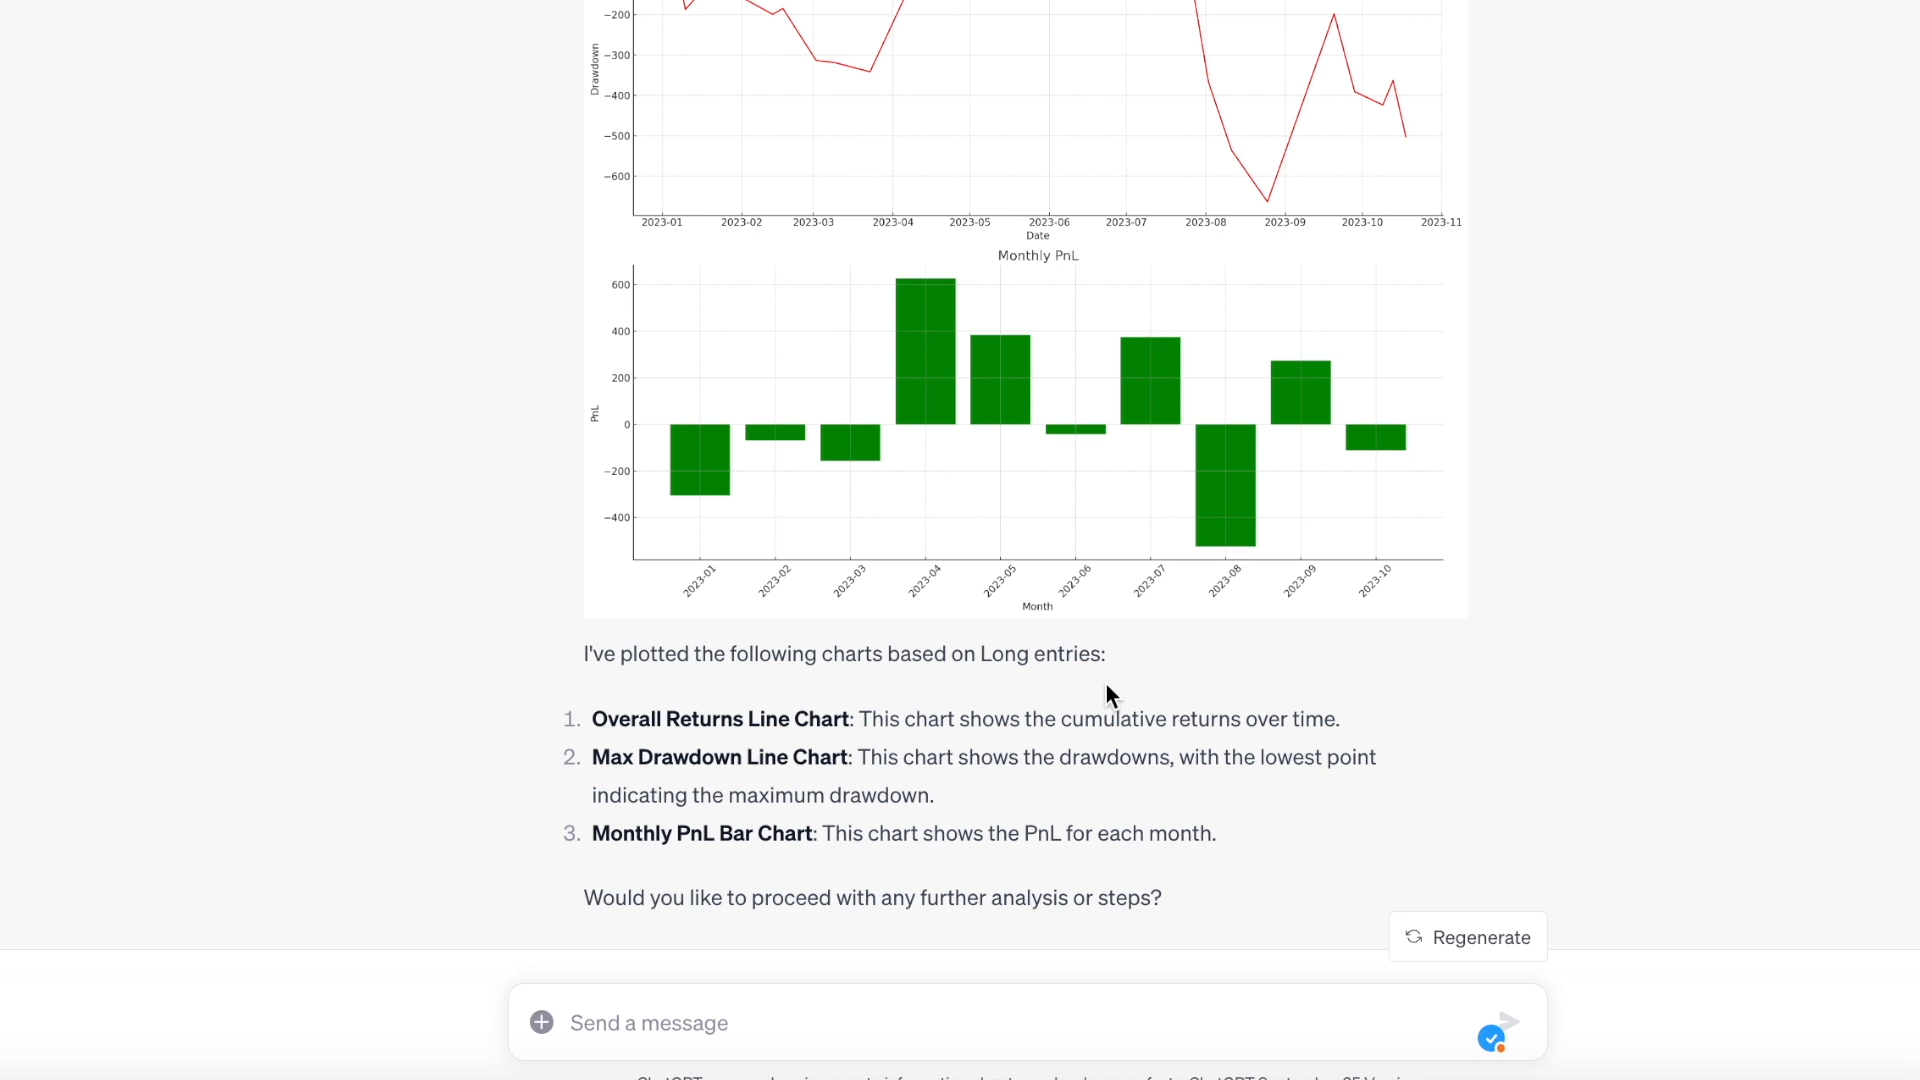 −200
−300
−400
−500
−600
Drawdown
2023-01 2023-02 2023-03 2023-04 2023-05 2023-06 2023-07 2023-08 2023-09 2023-10 2023-11
Date
Monthly PnL
600
400
200
0
−200
−400
PnL
2023-01 2023-02 2023-03 2023-04 2023-05 2023-06 2023-07 2023-08 2023-09 2023-10
Month
I've plotted the following charts based on Long entries:
1. Overall Returns Line Chart: This chart shows the cumulative returns over time.
2. Max Drawdown Line Chart: This chart shows the drawdowns, with the lowest point
indicating the maximum drawdown.
3. Monthly PnL Bar Chart: This chart shows the PnL for each month.
Would you like to proceed with any further analysis or steps?
Regenerate
Send a message